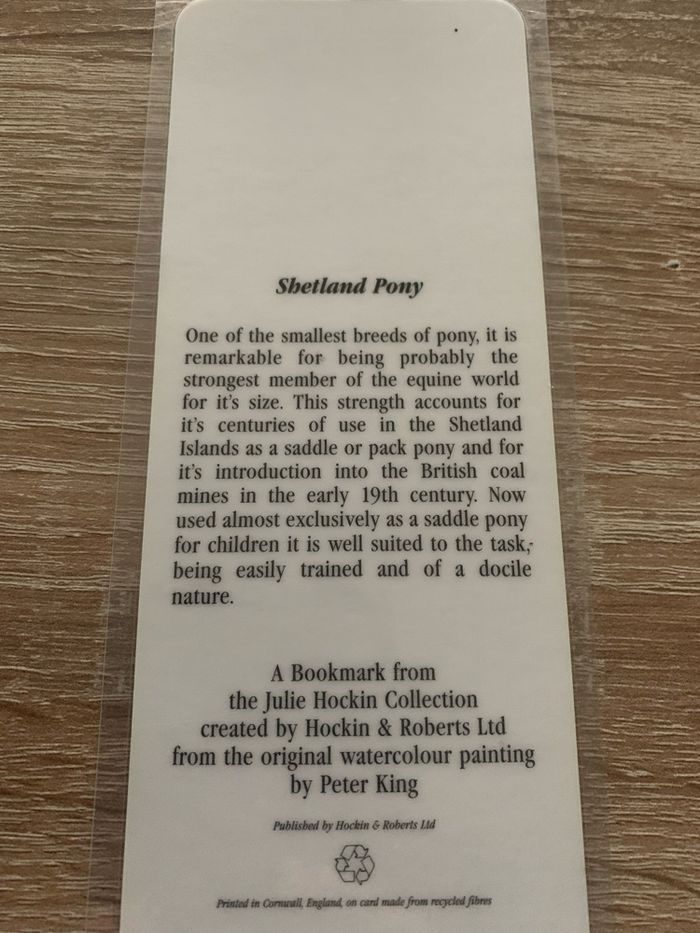 Shetland Pony
One of the smallest breeds of pony, it is
remarkable for being probably the
strongest member of the equine world
for it's size. This strength accounts for
it's centuries of use in the Shetland
Islands as a saddle or pack pony and for
it's introduction into the British coal
mines in the early 19th century. Now
used almost exclusively as a saddle pony
for children it is well suited to the task,
being easily trained and of a docile
nature.
A Bookmark from
the Julie Hockin Collection
created by Hockin & Roberts Ltd
from the original watercolour painting
by Peter King
Published by Hockin & Roberts Ltd
Printed in Cornwall, England, on card made from recycled fibres